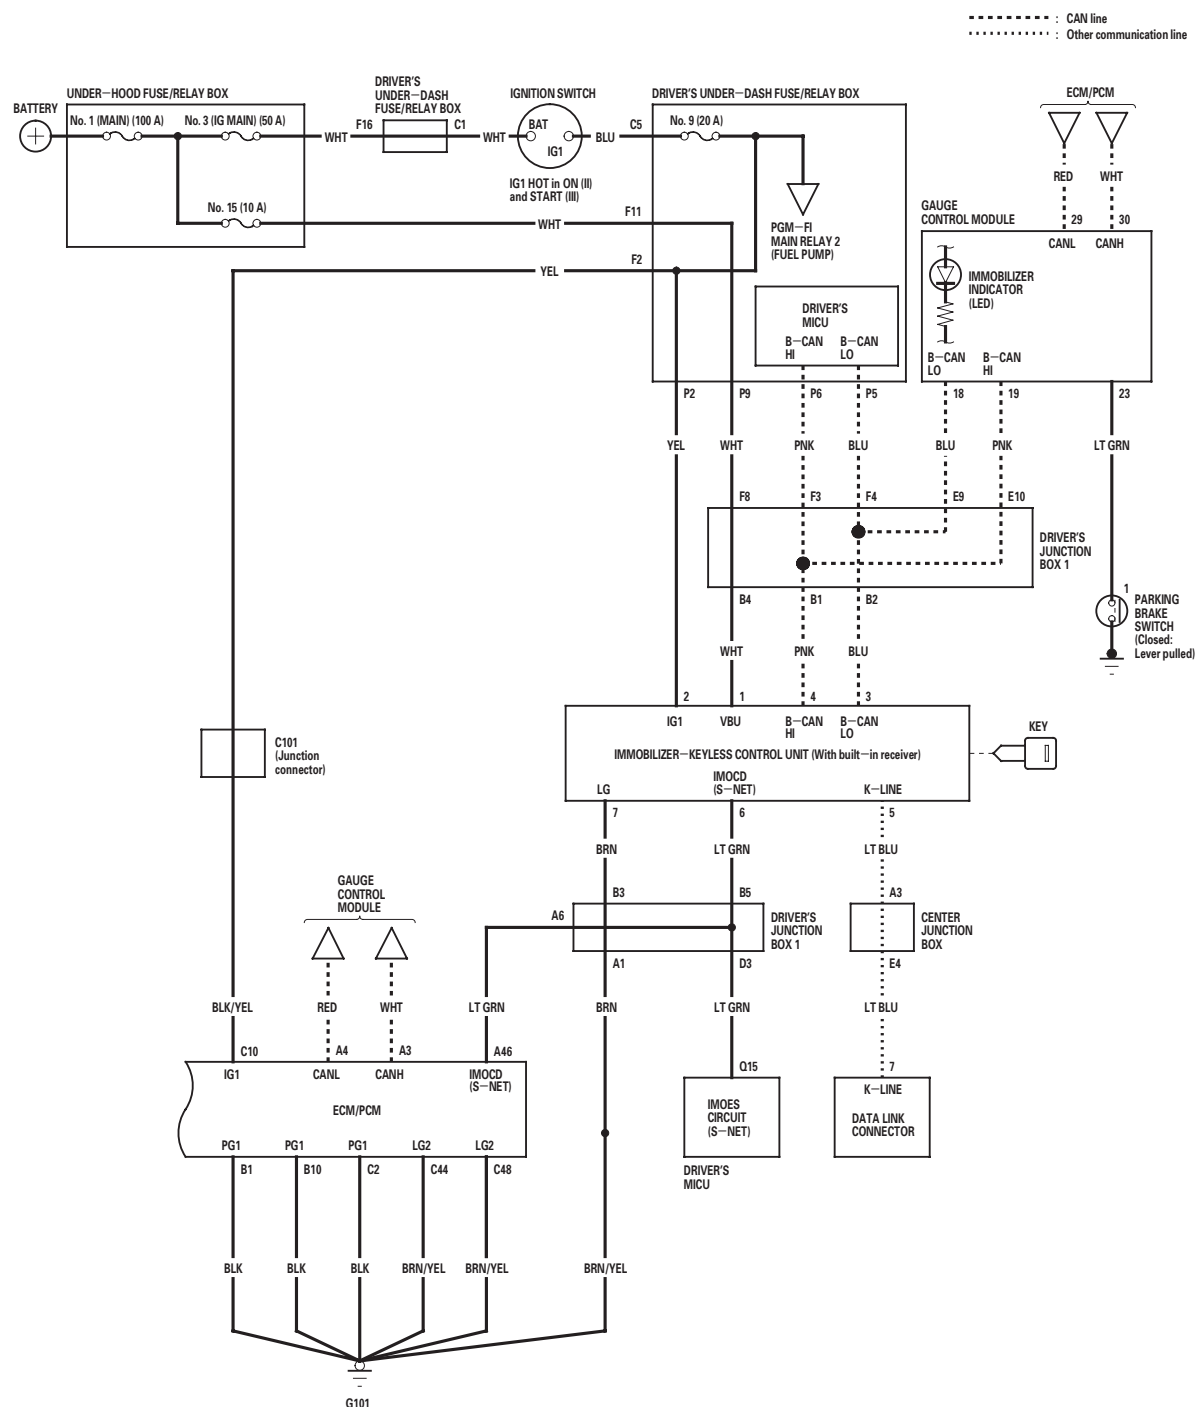 : CAN line
: Other communication line
BATTERY
UNDER-HOOD FUSE/RELAY BOX
No. 1 (MAIN) (100 A)
No. 3 (IG MAIN) (50 A)
No. 15 (10 A)
WHT
F16
DRIVER'S
UNDER-DASH
FUSE/RELAY BOX
C1
WHT
IGNITION SWITCH
BAT
IG1
IG1 HOT in ON (II)
and START (III)
BLU
C5
DRIVER'S UNDER-DASH FUSE/RELAY BOX
No. 9 (20 A)
PGM-FI
MAIN RELAY 2
(FUEL PUMP)
WHT
F11
YEL
F2
DRIVER'S
MICU
B-CAN
HI
B-CAN
LO
ECM/PCM
RED
WHT
GAUGE
CONTROL MODULE
29
30
CANL
CANH
IMMOBILIZER
INDICATOR
(LED)
B-CAN
LO
B-CAN
HI
P2
P9
P6
P5
18
19
23
YEL
WHT
PNK
BLU
BLU
PNK
LT GRN
F8
F3
F4
E9
E10
DRIVER'S
JUNCTION
BOX 1
B4
B1
B2
1
PARKING
BRAKE
SWITCH
(Closed:
Lever pulled)
WHT
PNK
BLU
2
1
4
3
IG1
VBU
B-CAN
HI
B-CAN
LO
IMMOBILIZER-KEYLESS CONTROL UNIT (With built-in receiver)
KEY
C101
(Junction
connector)
LG
IMOCD
(S-NET)
K-LINE
7
6
5
BRN
LT GRN
LT BLU
GAUGE
CONTROL
MODULE
A6
B3
B5
DRIVER'S
JUNCTION
BOX 1
A3
CENTER
JUNCTION
BOX
A1
D3
E4
BLK/YEL
RED
WHT
LT GRN
BRN
LT GRN
LT BLU
C10
A4
A3
A46
Q15
7
IG1
CANL
CANH
IMOCD
(S-NET)
ECM/PCM
IMOES
CIRCUIT
(S-NET)
K-LINE
DATA LINK
CONNECTOR
DRIVER'S
MICU
PG1
PG1
PG1
LG2
LG2
B1
B10
C2
C44
C48
BLK
BLK
BLK
BRN/YEL
BRN/YEL
BRN/YEL
G101